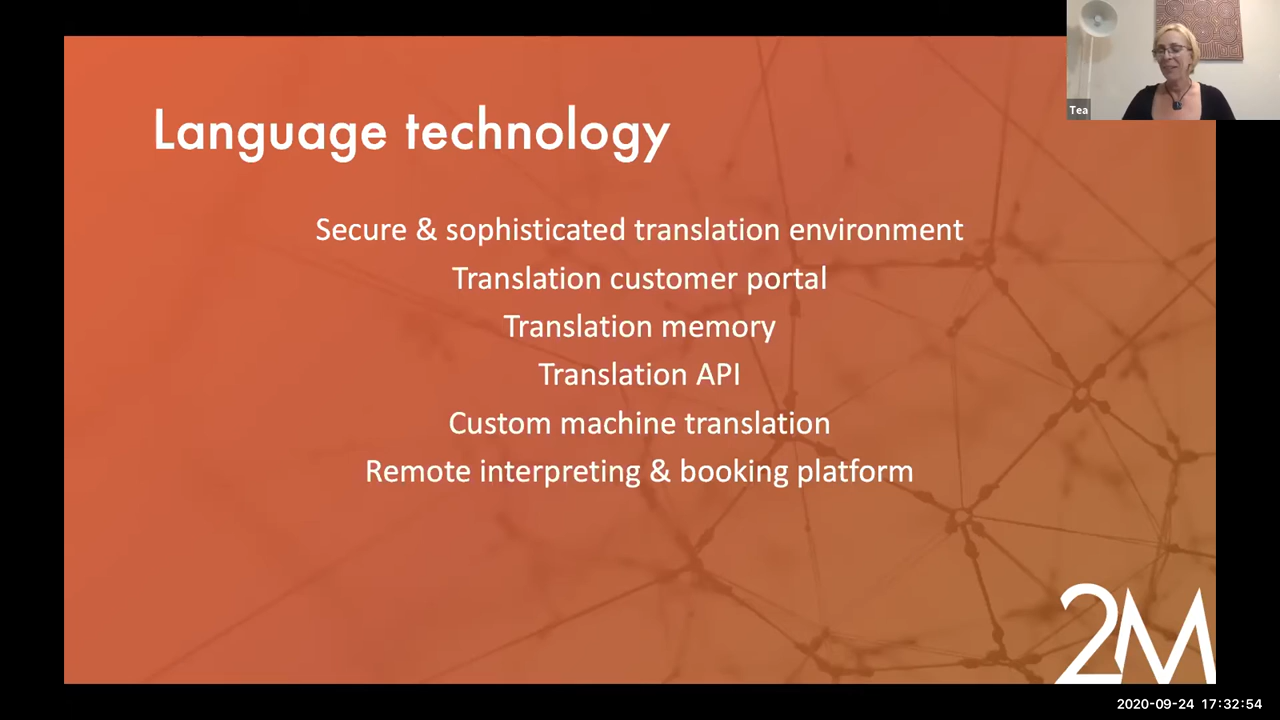 Tea
Language technology
Secure & sophisticated translation environment
Translation customer portal
Translation memory
Translation API
Custom machine translation
Remote interpreting & booking platform
2M
2020-09-24 17:32:54